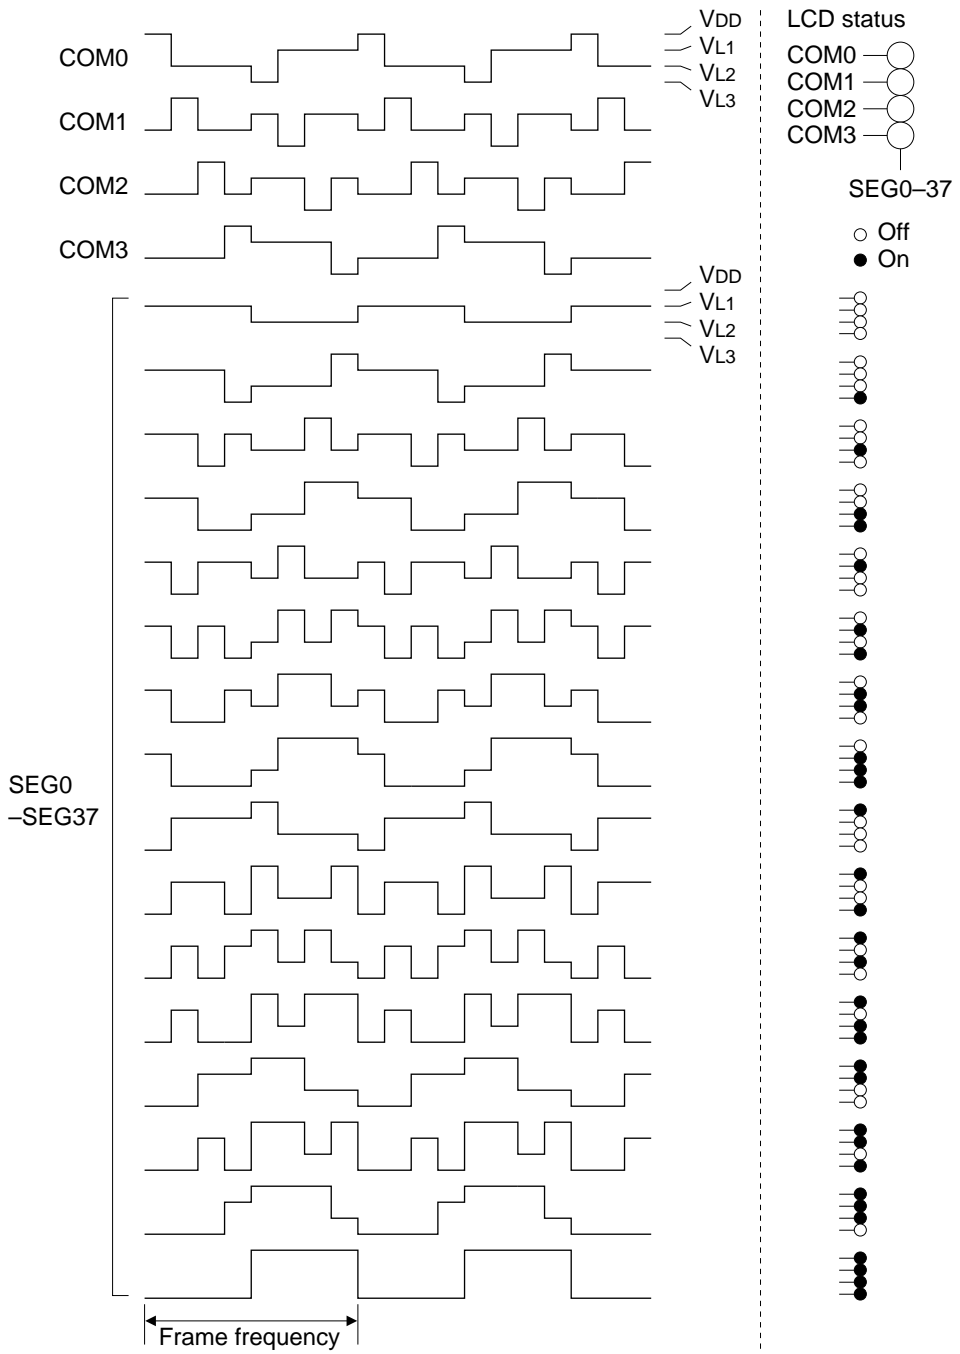 COM0
COM1
COM2
COM3
VDD
VL1
VL2
VL3
VDD
VL1
VL2
VL3
SEG0
–SEG37
Frame frequency
LCD status
COM0
COM1
COM2
COM3
SEG0–37
Off
On